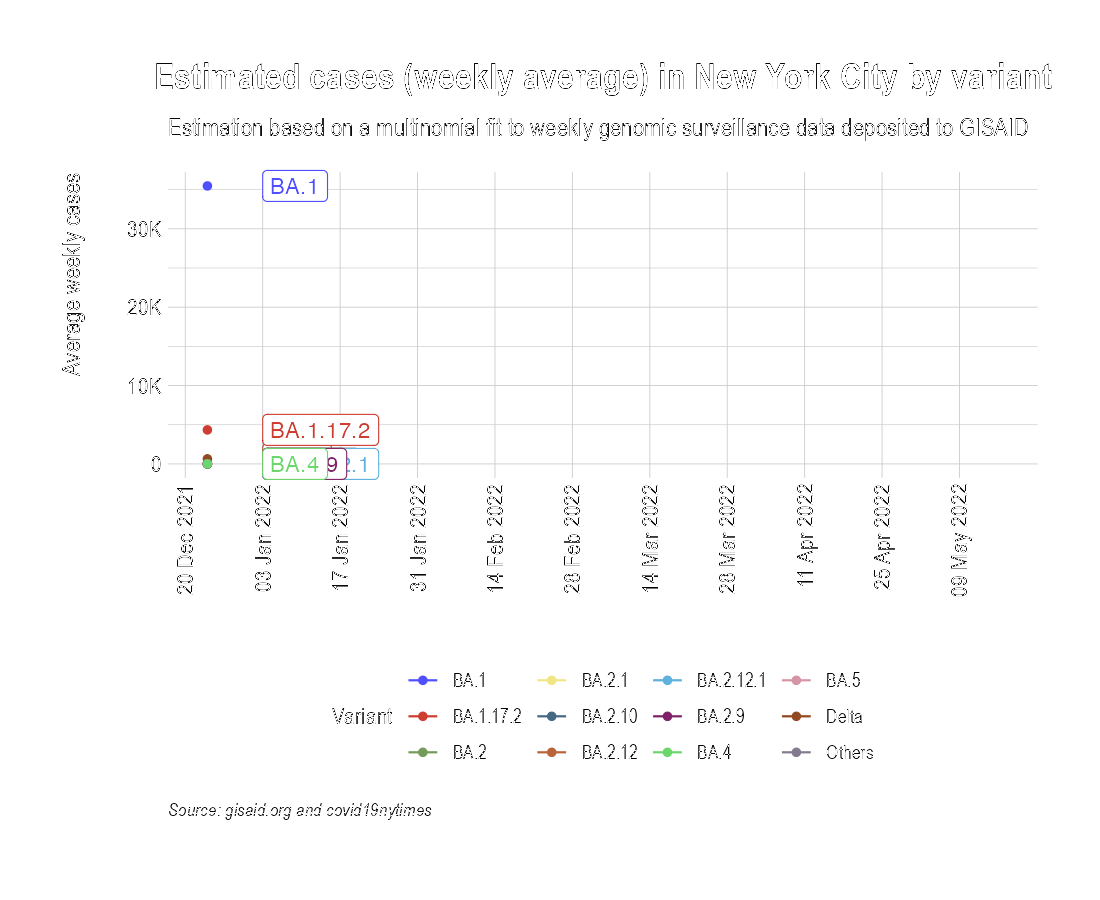 Estimated cases (weekly average) in New York City by variant
Estimation based on a multinomial fit to weekly genomic surveillance data deposited to GISAID
Average weekly cases
30K
20K
10K
0
BA.1
BA.1.17.2
BA.4
9
2.1
20 Dec 2021
03 Jan 2022
17 Jan 2022
31 Jan 2022
14 Feb 2022
28 Feb 2022
14 Mar 2022
28 Mar 2022
11 Apr 2022
25 Apr 2022
09 May 2022
Variant
BA.1 BA.2.1 BA.2.12.1 BA.5
BA.1.17.2 BA.2.10 BA.2.9 Delta
BA.2 BA.2.12 BA.4 Others
Source: gisaid.org and covid19nytimes